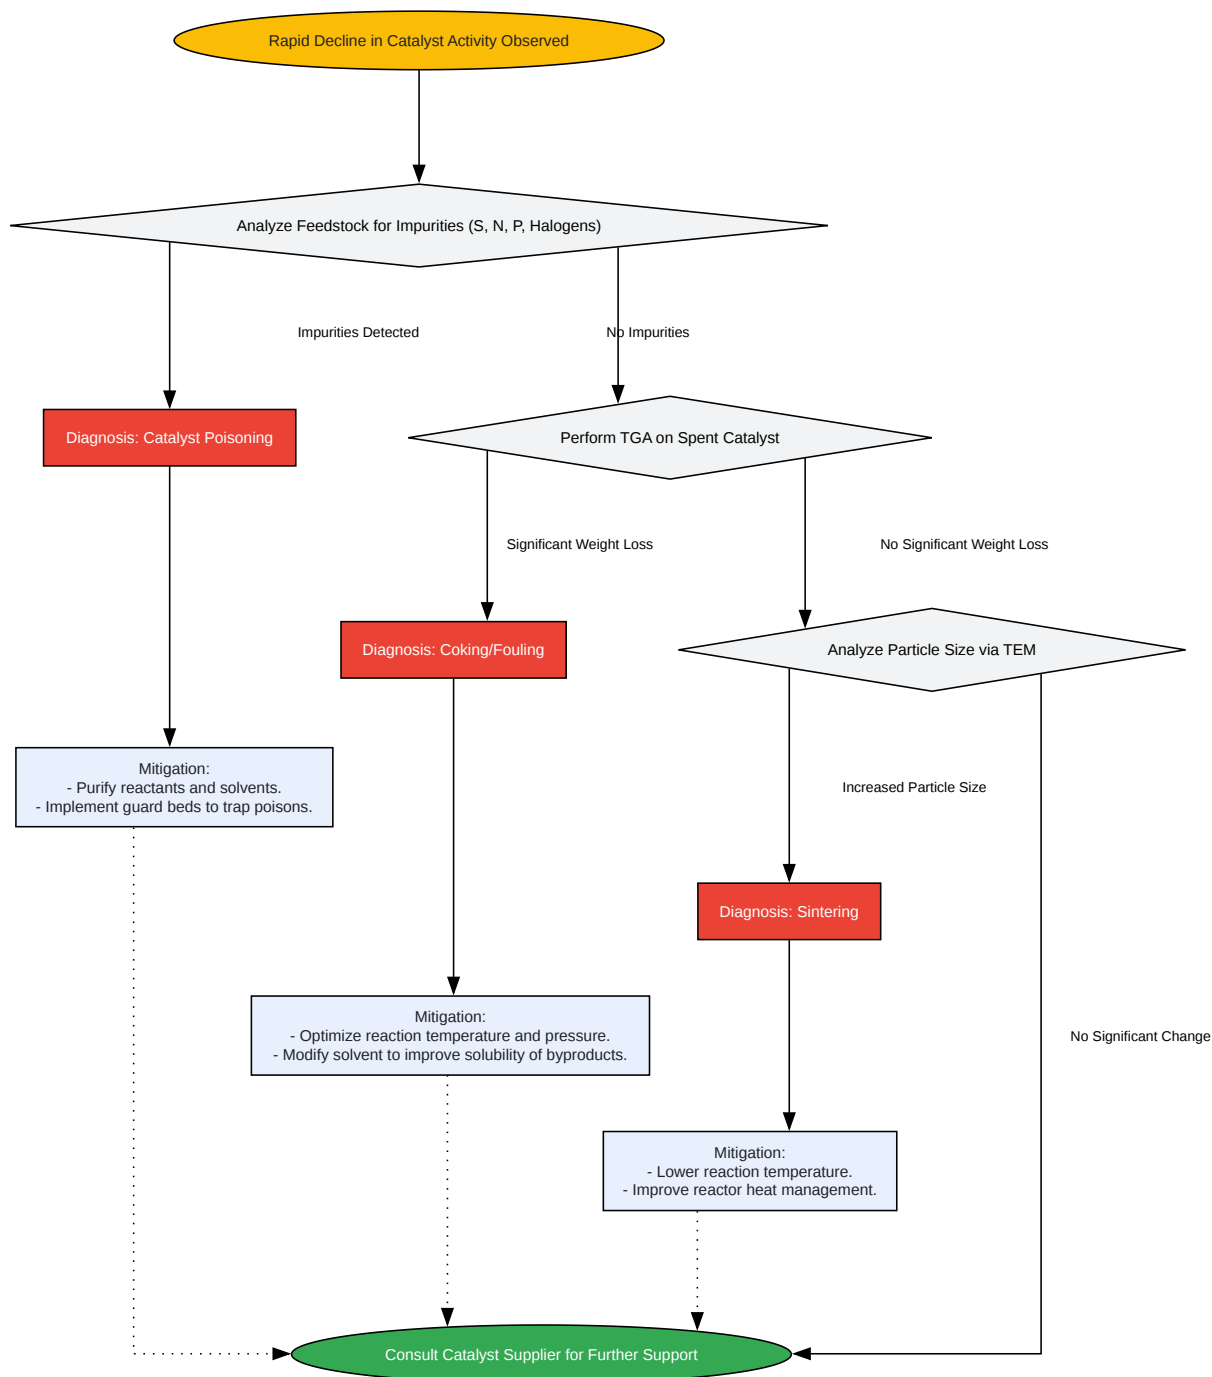 Rapid Decline in Catalyst Activity Observed
Analyze Feedstock for Impurities (S, N, P, Halogens)
Impurities Detected
No Impurities
Diagnosis: Catalyst Poisoning
Perform TGA on Spent Catalyst
Significant Weight Loss
No Significant Weight Loss
Diagnosis: Coking/Fouling
Analyze Particle Size via TEM
Mitigation:
- Purify reactants and solvents.
- Implement guard beds to trap poisons.
Increased Particle Size
Diagnosis: Sintering
Mitigation:
- Optimize reaction temperature and pressure.
- Modify solvent to improve solubility of byproducts.
No Significant Change
Mitigation:
- Lower reaction temperature.
- Improve reactor heat management.
Consult Catalyst Supplier for Further Support